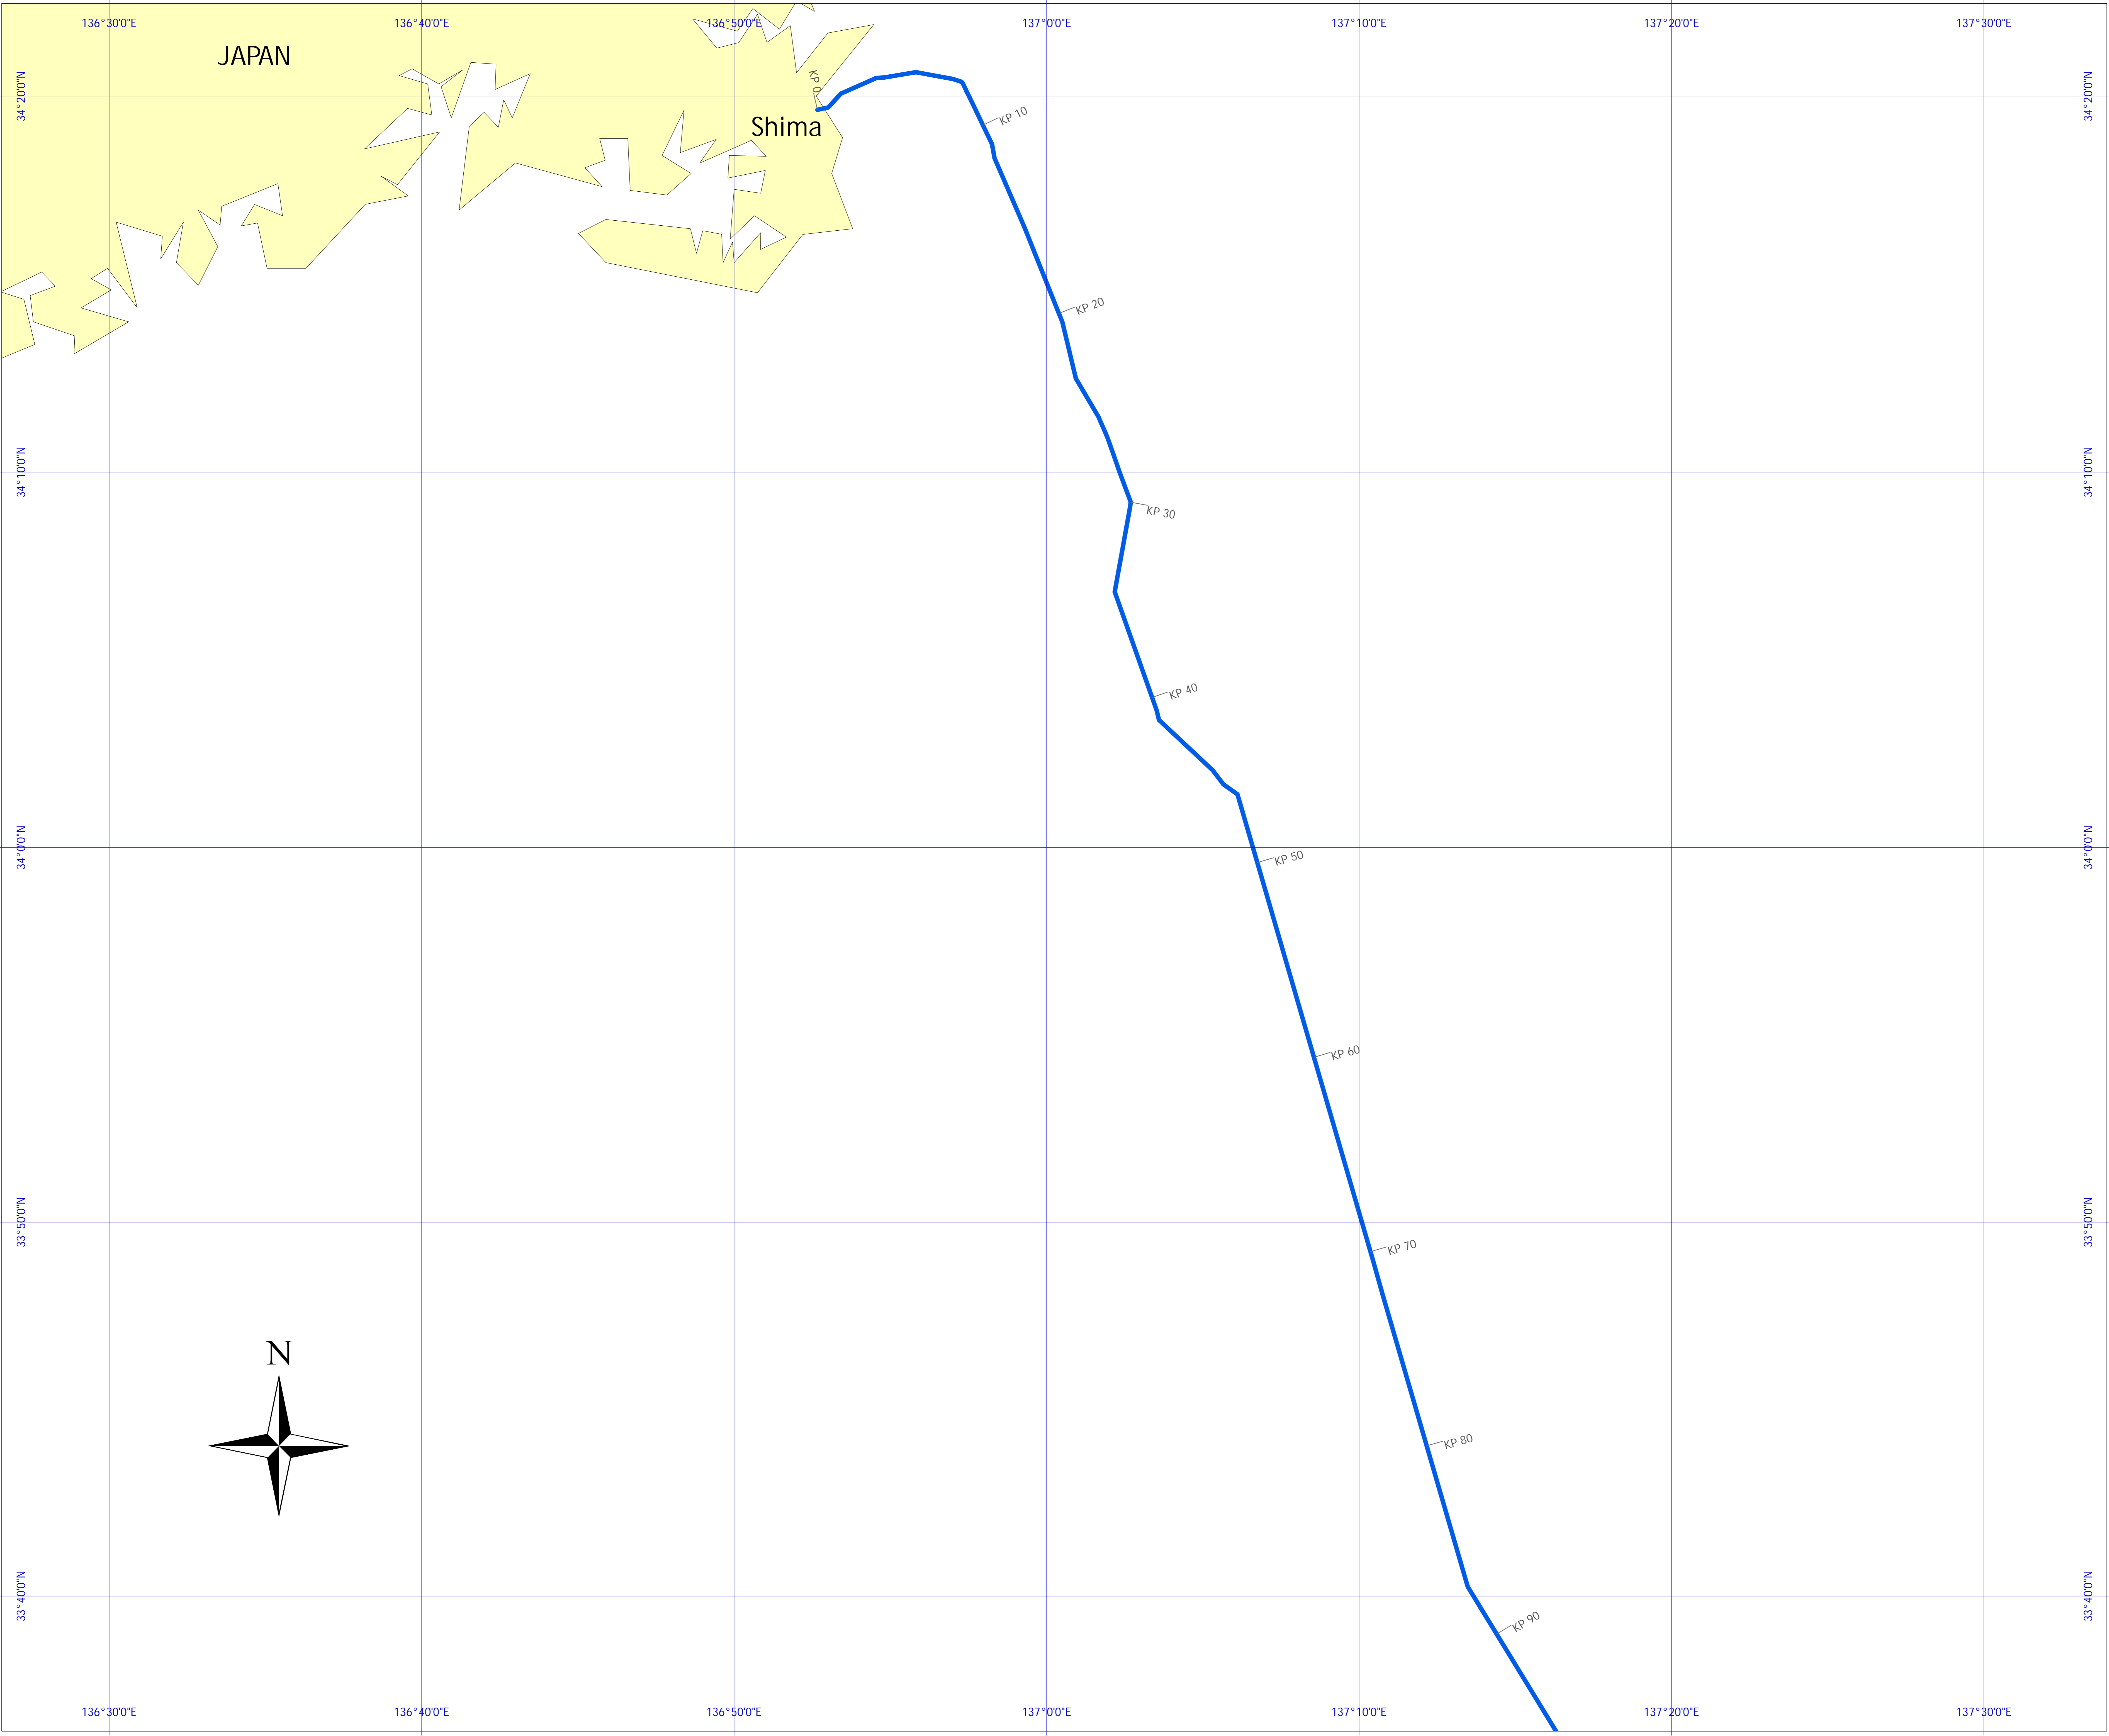 136°30'0"E
136°40'0"E
136°50'0"E
137°0'0"E
137°10'0"E
137°20'0"E
137°30'0"E
JAPAN
34°20'0"N
KP 0
34°20'0"N
KP 10
Shima
KP 20
34°10'0"N
34°10'0"N
KP 30
KP 40
34°0'0"N
34°0'0"N
KP 50
KP 60
33°50'0"N
33°50'0"N
KP 70
N
KP 80
33°40'0"N
33°40'0"N
KP 90
136°30'0"E
136°40'0"E
136°50'0"E
137°0'0"E
137°10'0"E
137°20'0"E
137°30'0"E